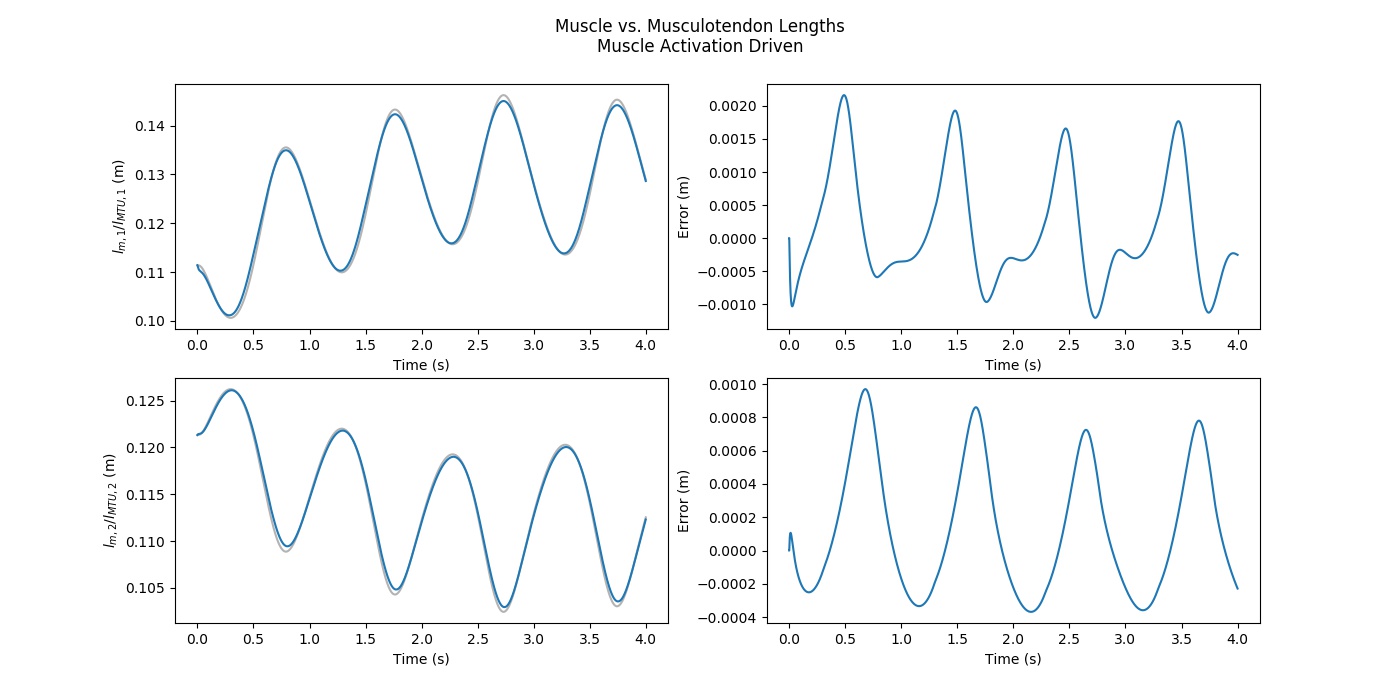 Muscle vs. Musculotendon Lengths
Muscle Activation Driven
l_{m,1}/l_{MTU,1} (m)
0.14
0.13
0.12
0.11
0.10
0.0 0.5 1.0 1.5 2.0 2.5 3.0 3.5 4.0
Time (s)
Error (m)
0.0020
0.0015
0.0010
0.0005
0.0000
−0.0005
−0.0010
0.0 0.5 1.0 1.5 2.0 2.5 3.0 3.5 4.0
Time (s)
l_{m,2}/l_{MTU,2} (m)
0.125
0.120
0.115
0.110
0.105
0.0 0.5 1.0 1.5 2.0 2.5 3.0 3.5 4.0
Time (s)
Error (m)
0.0010
0.0008
0.0006
0.0004
0.0002
0.0000
−0.0002
−0.0004
0.0 0.5 1.0 1.5 2.0 2.5 3.0 3.5 4.0
Time (s)